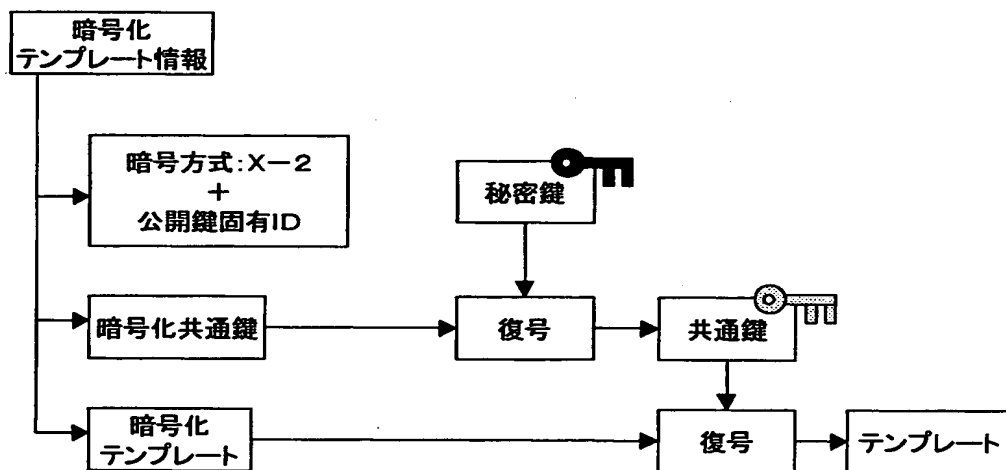 暗号化
テンプレート情報
暗号方式:X-2
+
公開鍵固有ID
秘密鍵
暗号化共通鍵
復号
共通鍵
暗号化
テンプレート
復号
テンプレート